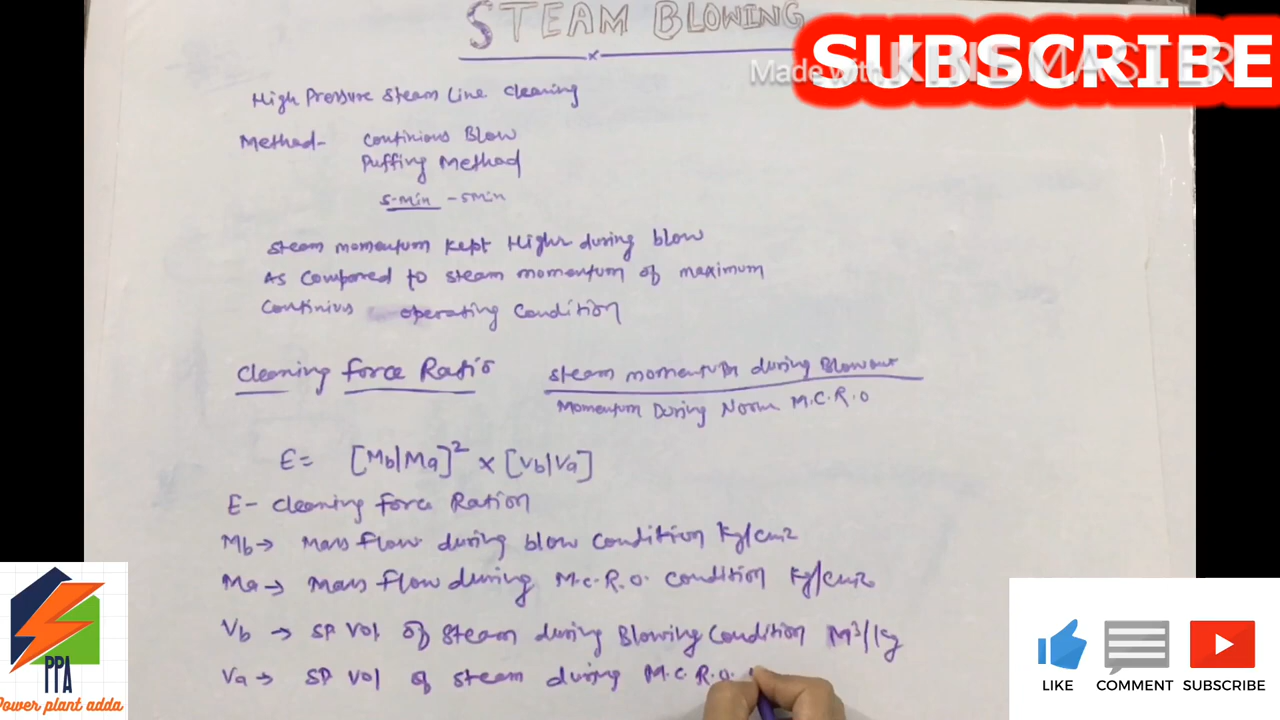 STEAM BLOWING
SUBSCRIBE
Made with KINEMASTER
High Pressure Steam Line Cleaning
Method- Continious Blow
Puffing Method
5-min - 5min
Steam momentum kept Highr during blow
As compared to steam momentum of maximum
Continius operating Condition
Cleaning force Ratio
Steam momentum during Blowout
Momentum During Norm M.C.R.O
E= [Mb/Ma]² × [Vb/Va]
E- Cleaning force Ration
Mb→ Mass flow during blow condition Kg/cm2
Ma→ Mass flow during M.C.R.O. condition Kg/cm2
Vb → SP Vol of steam during Blowing Condition M³/kg
Va→ SP Vol of steam during M.C.R.O.
PPA
Power plant adda
LIKE COMMENT SUBSCRIBE